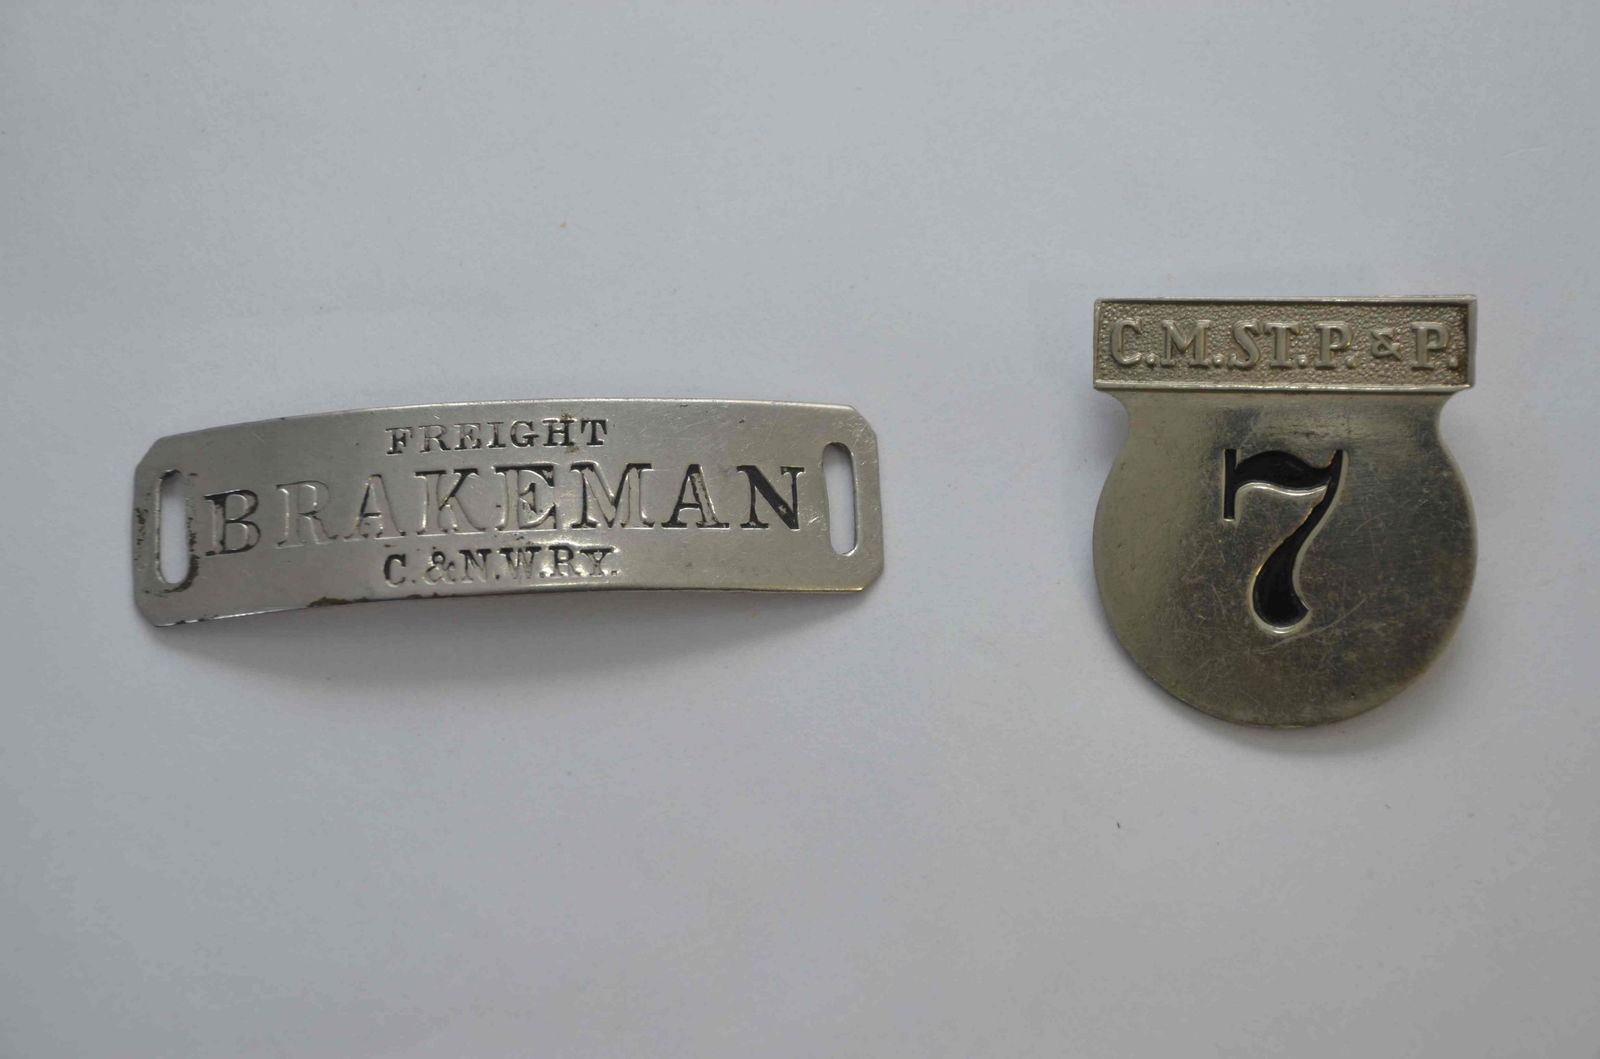 FREIGHT
BRAKEMAN
C. & N.W.RY.
C.M.ST.P. & P.
7